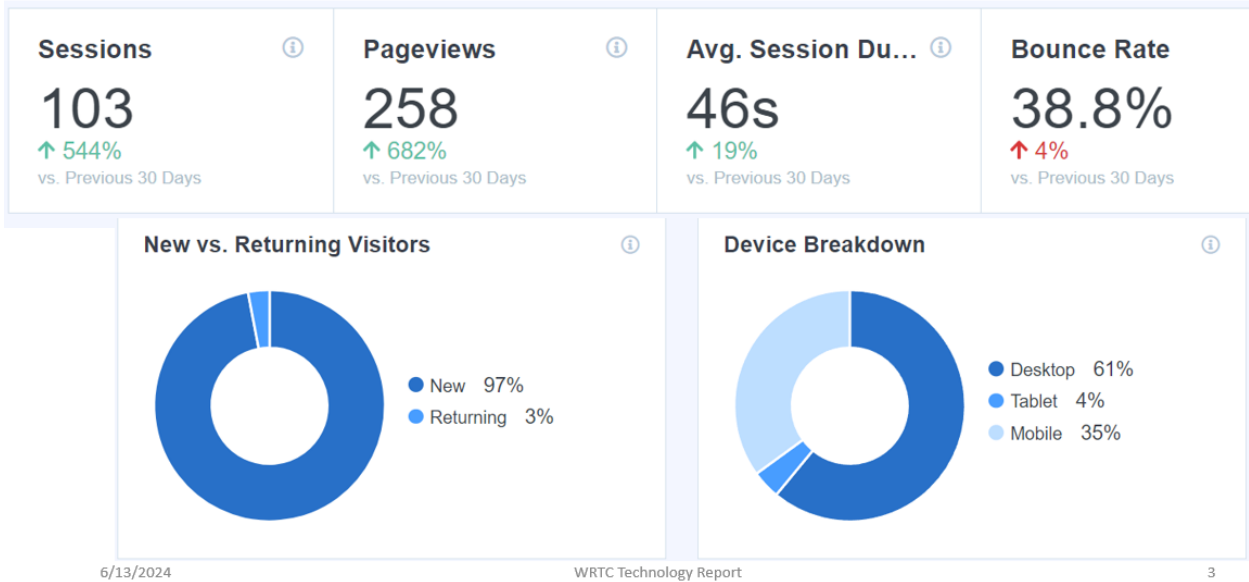 Sessions
103
↑ 544%
vs. Previous 30 Days
Pageviews
258
↑ 682%
vs. Previous 30 Days
Avg. Session Du...
46s
↑ 19%
vs. Previous 30 Days
Bounce Rate
38.8%
↑ 4%
vs. Previous 30 Days
New vs. Returning Visitors
New 97%
Returning 3%
Device Breakdown
Desktop 61%
Tablet 4%
Mobile 35%
6/13/2024
WRTC Technology Report
3